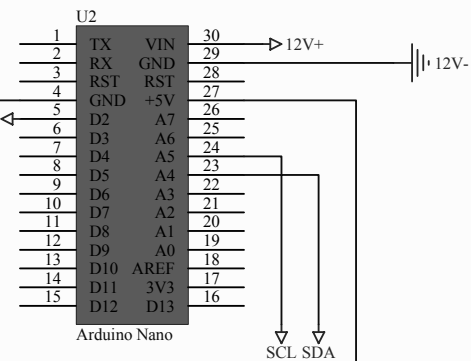 U2
1 TX VIN 30 12V+
2 RX GND 29 12V-
3 RST RST 28
4 GND +5V 27
5 D2 A7 26
6 D3 A6 25
7 D4 A5 24
8 D5 A4 23
9 D6 A3 22
10 D7 A2 21
11 D8 A1 20
12 D9 A0 19
13 D10 AREF 18
14 D11 3V3 17
15 D12 D13 16
Arduino Nano
SCL SDA